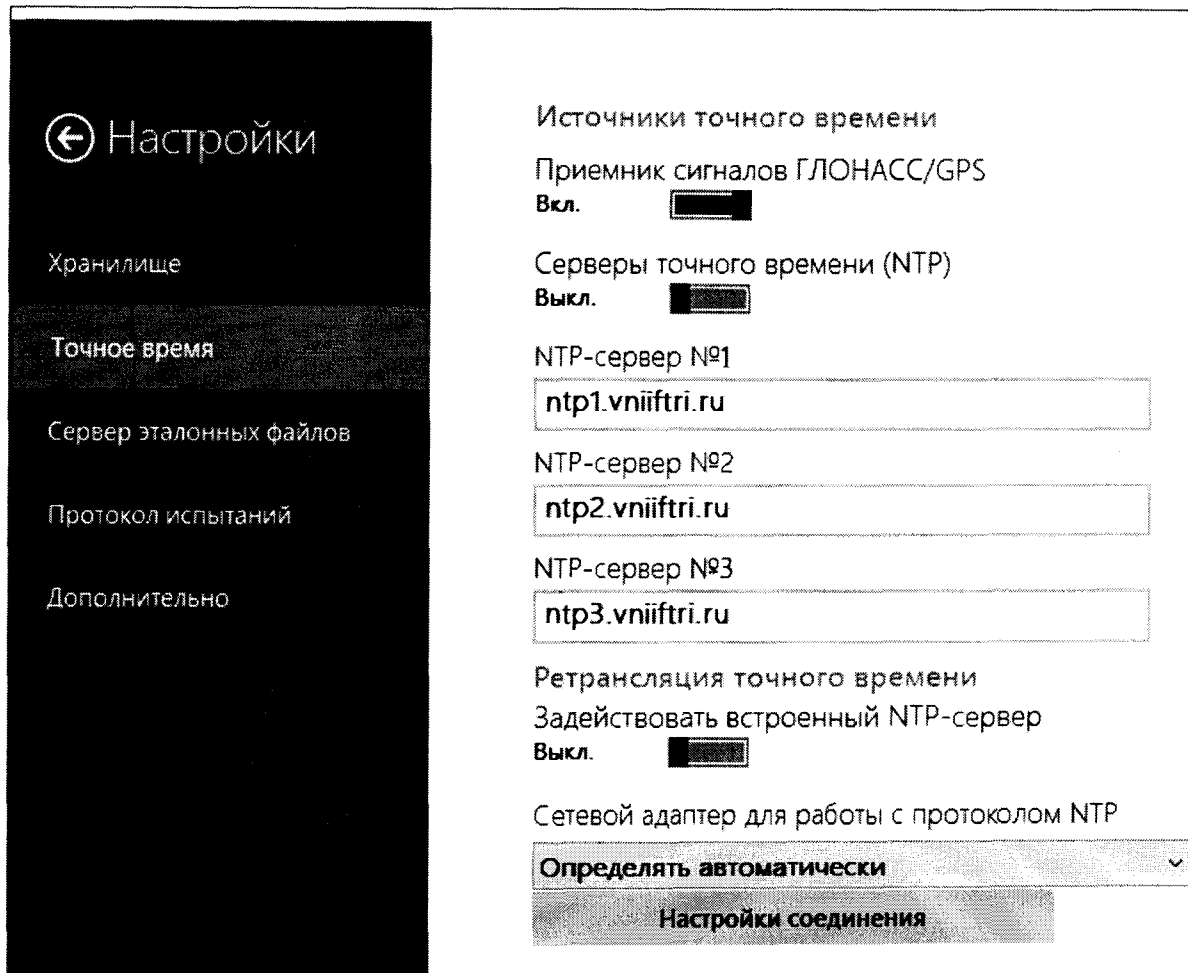 Настройки
Хранилище
Точное время
Сервер эталонных файлов
Протокол испытаний
Дополнительно
Источники точного времени
Приемник сигналов ГЛОНАСС/GPS
Вкл.
Серверы точного времени (NTP)
Выкл.
NTP-сервер №1
ntp1.vniiftri.ru
NTP-сервер №2
ntp2.vniiftri.ru
NTP-сервер №3
ntp3.vniiftri.ru
Ретрансляция точного времени
Задействовать встроенный NTP-сервер
Выкл.
Сетевой адаптер для работы с протоколом NTP
Определять автоматически
Настройки соединения